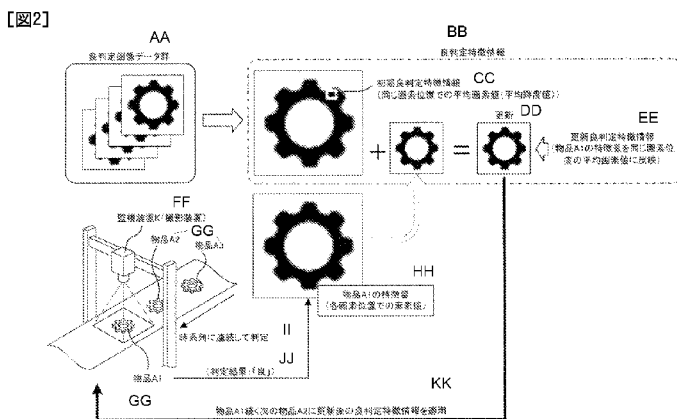 [図2]
AA
良判定画像データ群
BB
良判定特徴情報
CC
初期良判定特徴情報
(同じ画素位置での平均画素値(平均輝度値))
DD
更新
EE
更新良判定特徴情報
(物品A1の特徴量を同じ画素位
置の平均画素値に反映)
+
=
FF
監視装置K(撮影装置)
GG
物品A2
物品A3
HH
物品A1の特徴量
(各画素位置での画素値)
II
時系列に連続して判定
JJ
(判定結果:「良」)
物品A1
GG
KK
物品A1に続く次の物品A2に更新後の良判定特徴情報を適用